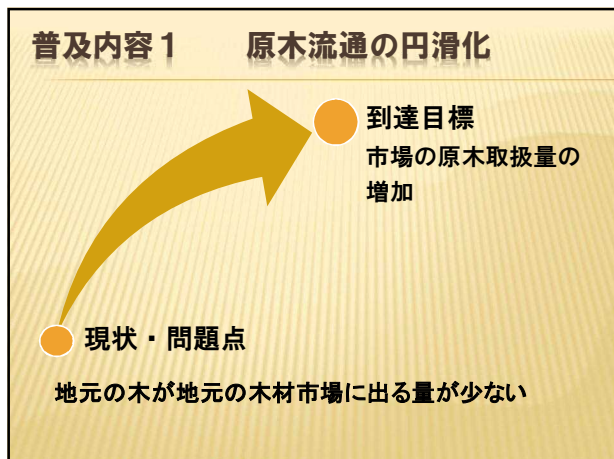 普及内容１　原木流通の円滑化
到達目標
市場の原木取扱量の
増加
現状・問題点
地元の木が地元の木材市場に出る量が少ない